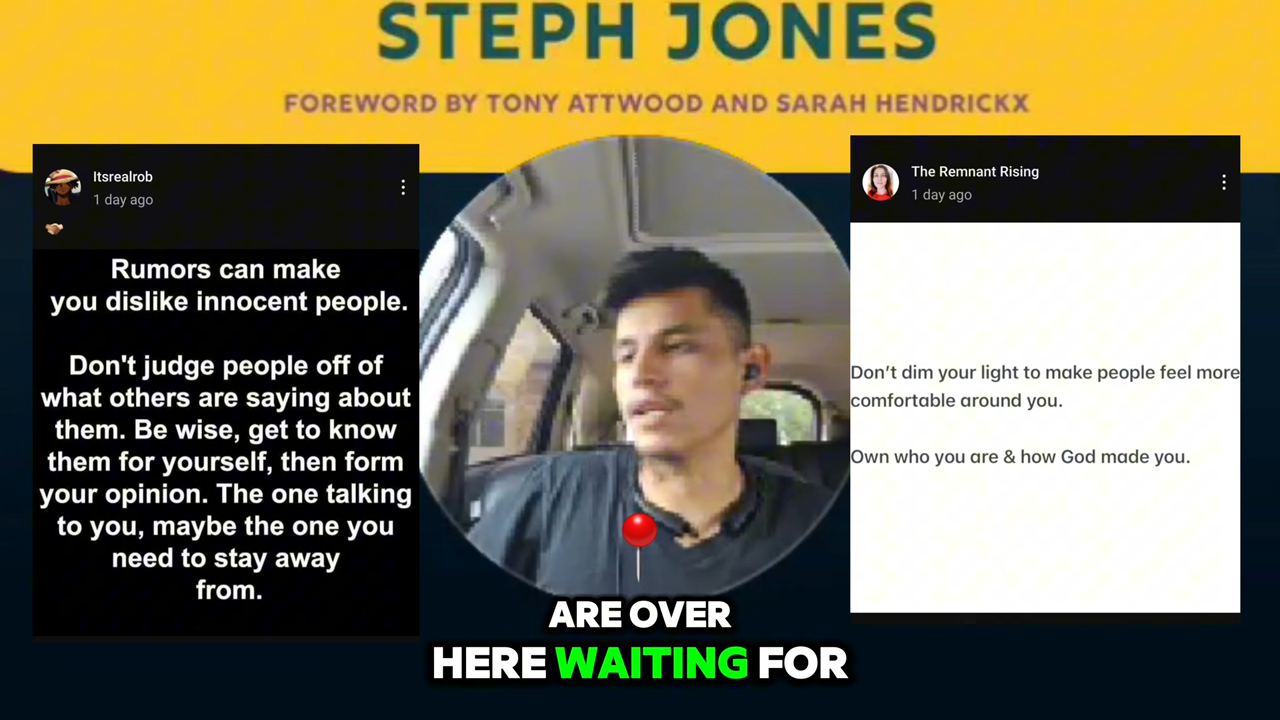 STEPH JONES
FOREWORD BY TONY ATTWOOD AND SARAH HENDRICKX
Itsrealrob
1 day ago
Rumors can make
you dislike innocent people.
Don't judge people off of
what others are saying about
them. Be wise, get to know
them for yourself, then form
your opinion. The one talking
to you, maybe the one you
need to stay away
from.
The Remnant Rising
1 day ago
Don't dim your light to make people feel more
comfortable around you.
Own who you are & how God made you.
ARE OVER
HERE WAITING FOR